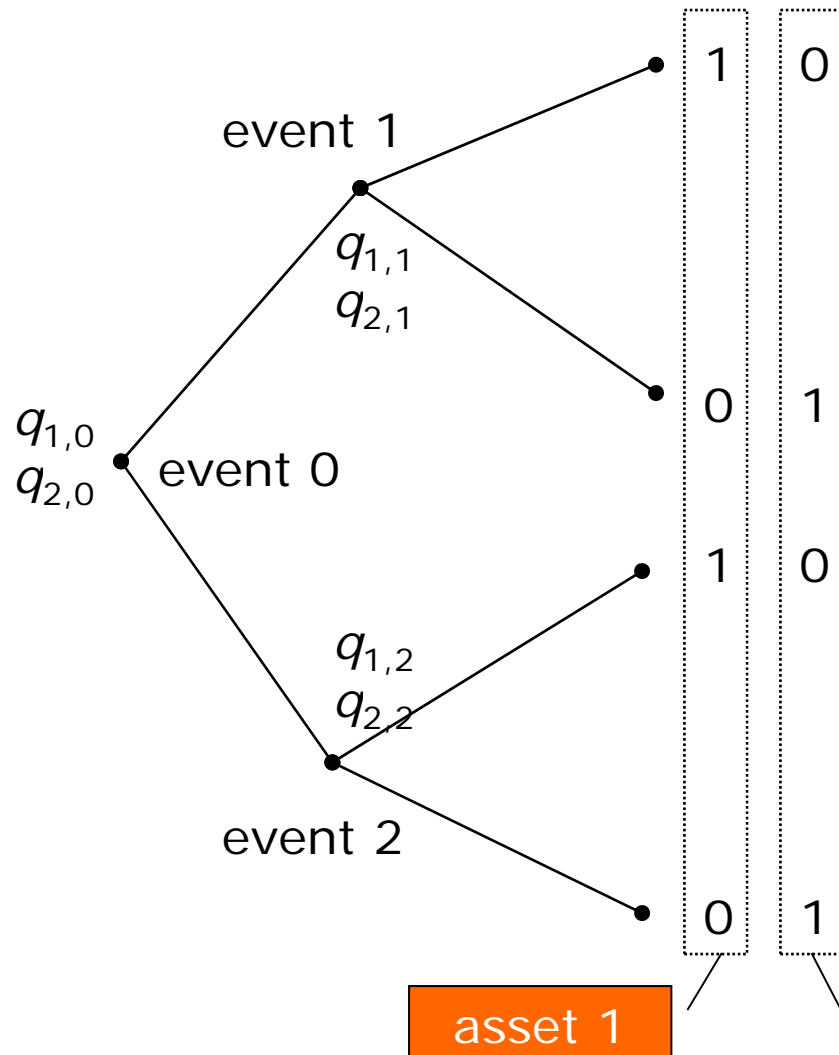 1 0
event 1
q1,1
q2,1
0 1
q1,0
q2,0
event 0
1 0
q1,2
q2,2
event 2
0 1
asset 1